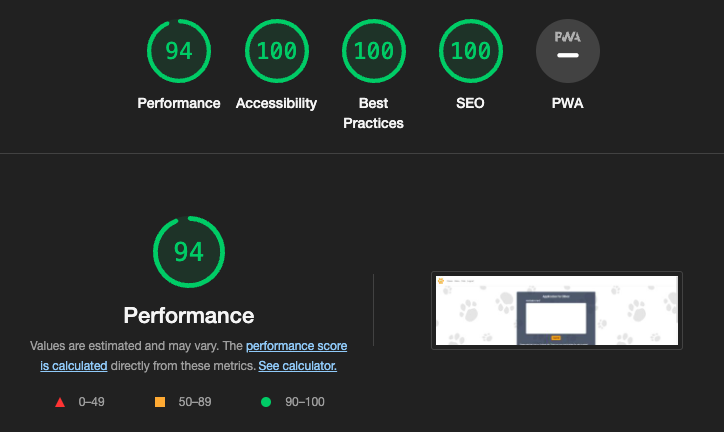 94
100
100
100
PWA
Performance
Accessibility
Best
Practices
SEO
PWA
94
Performance
Values are estimated and may vary. The performance score
is calculated directly from these metrics. See calculator.
0–49
50–89
90–100